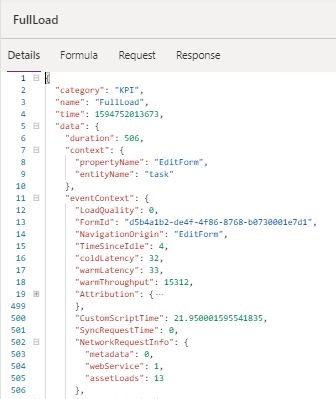 FullLoad
Details Formula Request Response
1 {
2 "category": "KPI",
3 "name": "FullLoad",
4 "time": 1594752013673,
5 "data": {
6 "duration": 506,
7 "context": {
8 "propertyName": "EditForm",
9 "entityName": "task"
10 },
11 "eventContext": {
12 "LoadQuality": 0,
13 "FormId": "d5b4a1b2-de4f-4f86-8768-b0730001e7d1",
14 "NavigationOrigin": "EditForm",
15 "TimeSinceIdle": 4,
16 "coldLatency": 32,
17 "warmLatency": 33,
18 "warmThroughput": 15312,
19 "Attribution": {⋯
499 },
500 "CustomScriptTime": 21.950001595541835,
501 "SyncRequestTime": 0,
502 "NetworkRequestInfo": {
503 "metadata": 0,
504 "webService": 1,
505 "assetLoads": 13
506 },